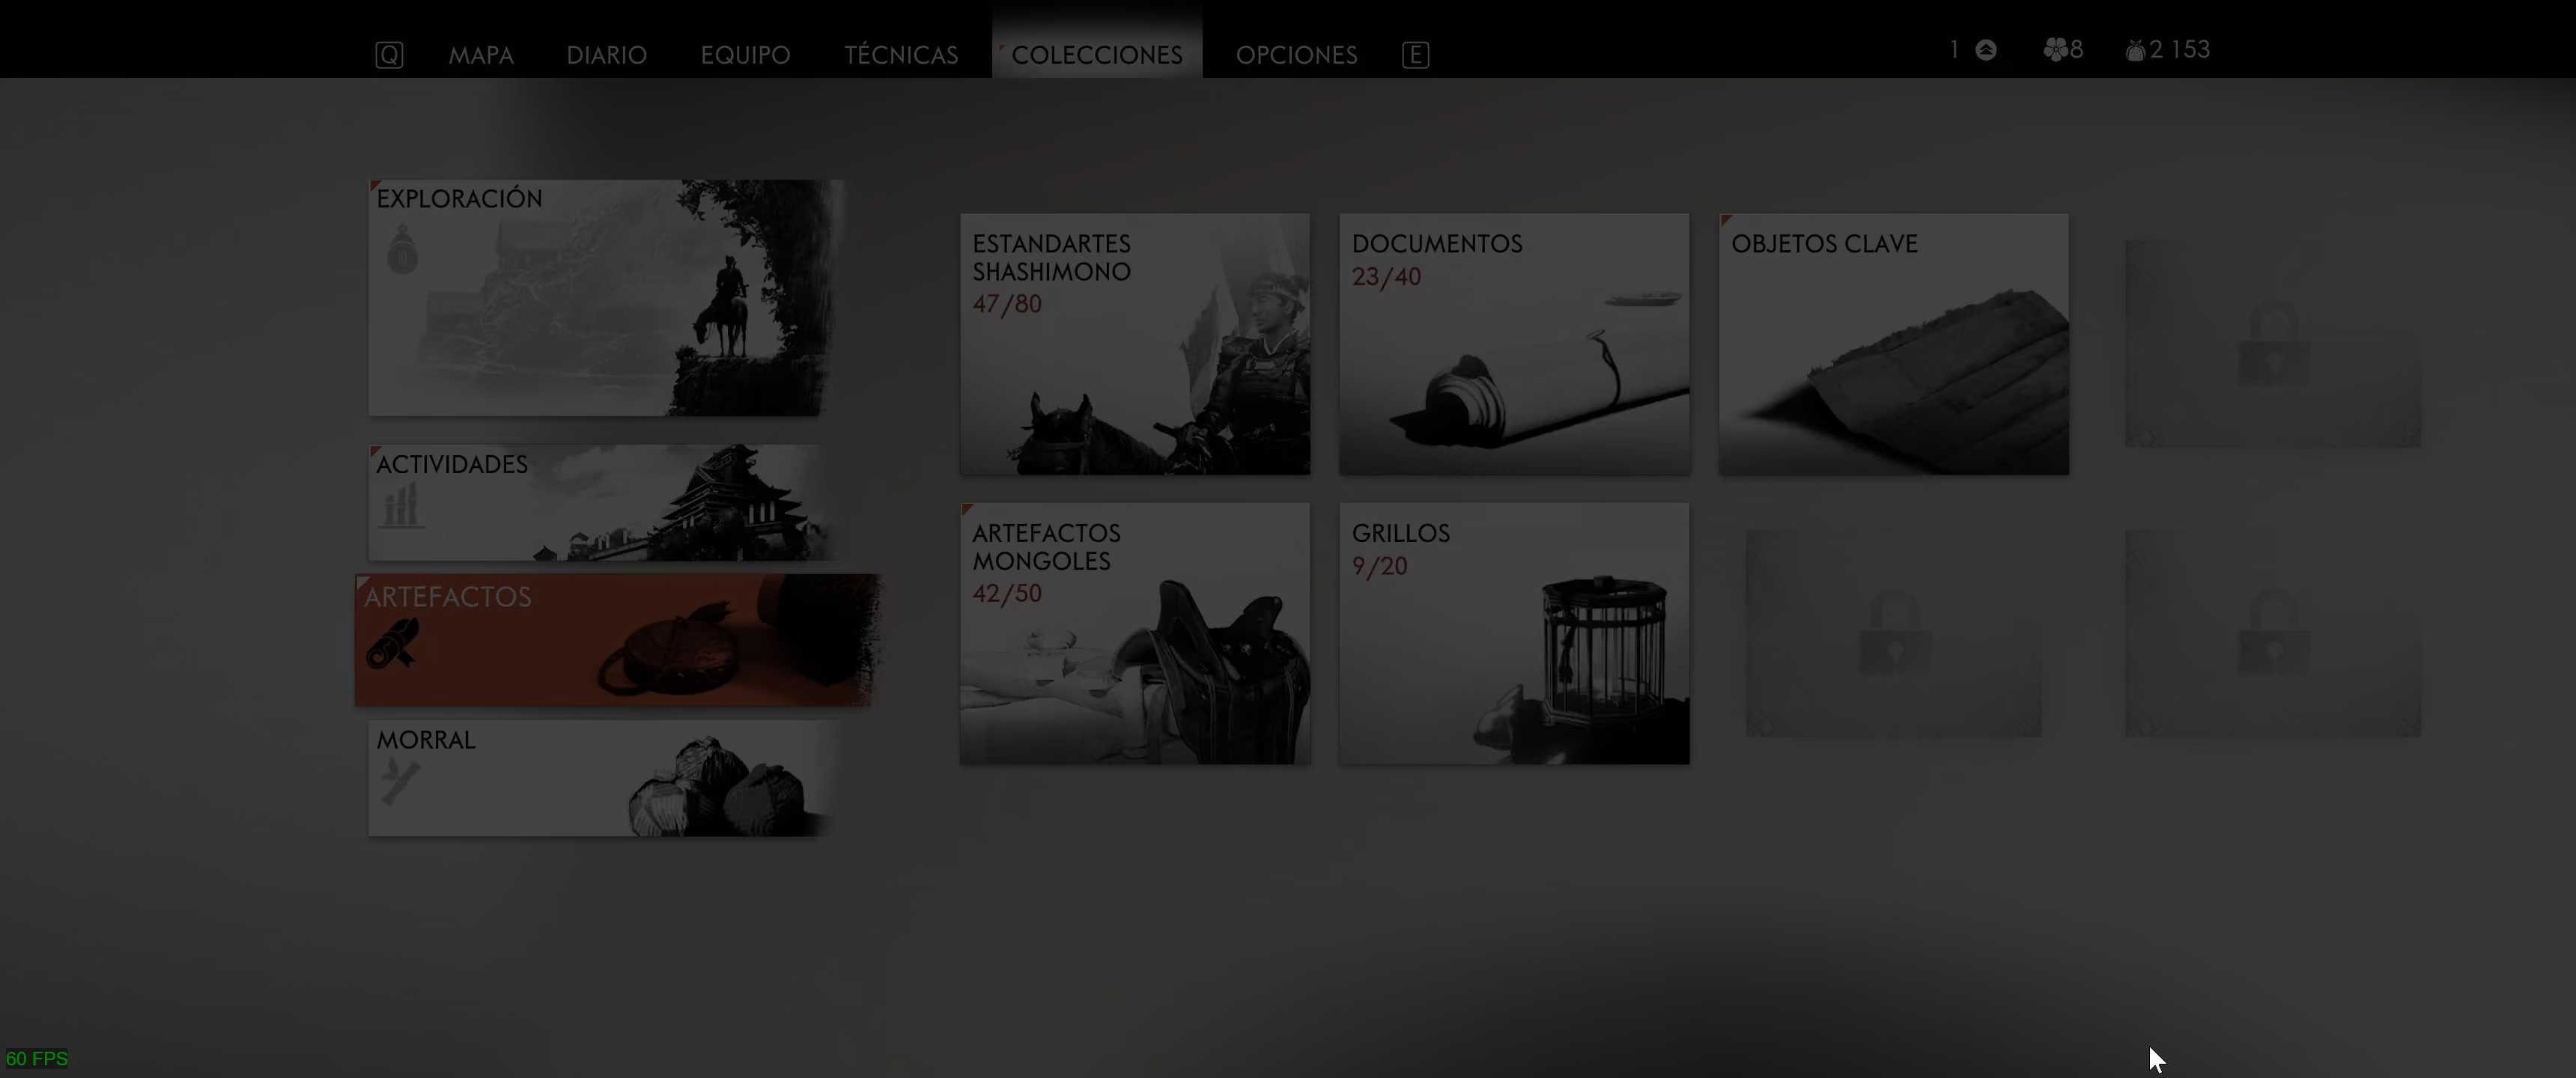 Q MAPA DIARIO EQUIPO TÉCNICAS COLECCIONES OPCIONES E 1 8 2 153
EXPLORACIÓN
ACTIVIDADES
ARTEFACTOS
MORRAL
ESTANDARTES
SHASHIMONO
47/80
DOCUMENTOS
23/40
OBJETOS CLAVE
ARTEFACTOS
MONGOLES
42/50
GRILLOS
9/20
60 FPS